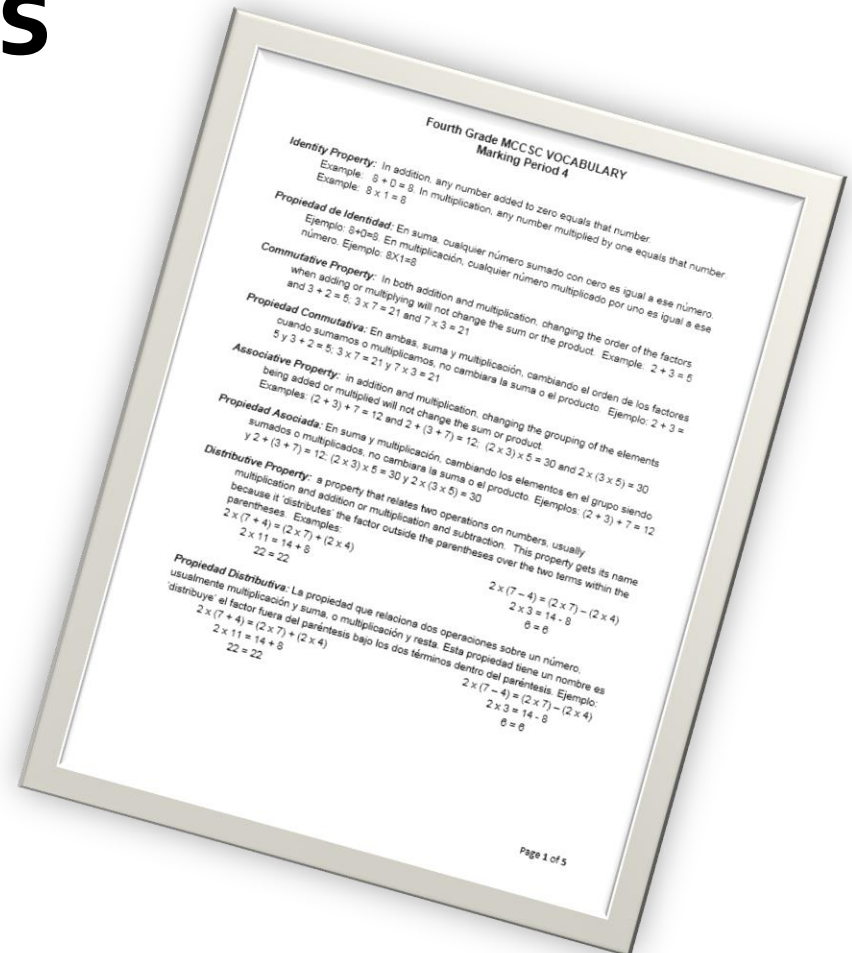 s
Fourth Grade MCCSC VOCABULARY
Marking Period 4
Identity Property: In addition, any number added to zero equals that number.
Example: 8 + 0 = 8. In multiplication, any number multiplied by one equals that number
Example: 8 x 1 = 8
Propiedad de Identidad: En suma, cualquier número sumado con cero es igual a ese número.
Ejemplo: 8+0=8. En multiplicación, cualquier número multiplicado por uno es igual a ese
número. Ejemplo: 8X1=8
Commutative Property: In both addition and multiplication, changing the order of the factors
when adding or multiplying will not change the sum or the product. Example: 2 + 3 = 5
and 3 + 2 = 5; 3 x 7 = 21 and 7 x 3 = 21
Propiedad Conmutativa: En ambas, suma y multiplicación, cambiando el orden de los factores
cuando sumamos o multiplicamos, no cambiara la suma o el producto. Ejemplo: 2 + 3 =
5 y 3 + 2 = 5; 3 x 7 = 21 y 7 x 3 = 21
Associative Property: in addition and multiplication, changing the grouping of the elements
being added or multiplied will not change the sum or product.
Examples: (2 + 3) + 7 = 12 and 2 + (3 + 7) = 12; (2 x 3) x 5 = 30 and 2 x (3 x 5) = 30
Propiedad Asociada: En suma y multiplicación, cambiando los elementos en el grupo siendo
sumados o multiplicados, no cambiara la suma o el producto. Ejemplos: (2 + 3) + 7 = 12
y 2 + (3 + 7) = 12; (2 x 3) x 5 = 30 y 2 x (3 x 5) = 30
Distributive Property: a property that relates two operations on numbers, usually
multiplication and addition or multiplication and subtraction. This property gets its name
because it 'distributes' the factor outside the parentheses over the two terms within the
parentheses. Examples:
2 x (7 + 4) = (2 x 7) + (2 x 4)
2 x 11 = 14 + 8
22 = 22
2 x (7 – 4) = (2 x 7) – (2 x 4)
2 x 3 = 14 - 8
6 = 6
Propiedad Distributiva: La propiedad que relaciona dos operaciones sobre un número,
usualmente multiplicación y suma, o multiplicación y resta. Esta propiedad tiene un nombre es
'distribuye' el factor fuera del paréntesis bajo los dos términos dentro del paréntesis. Ejemplo:
2 x (7 + 4) = (2 x 7) + (2 x 4)
2 x 11 = 14 + 8
22 = 22
2 x (7 – 4) = (2 x 7) – (2 x 4)
2 x 3 = 14 - 8
6 = 6
Page 1 of 5